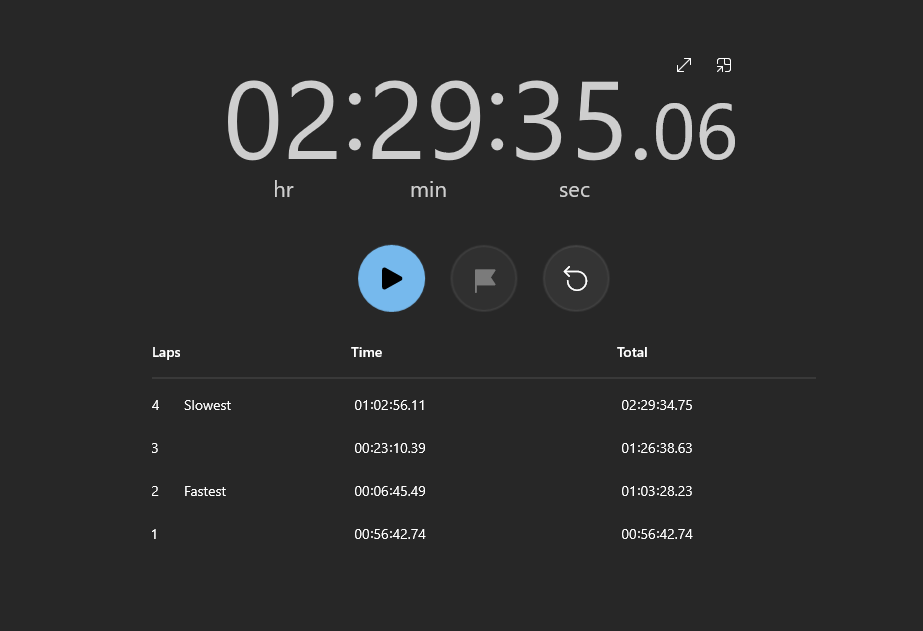 02:29:35.06
hr min sec
Laps Time Total
4 Slowest 01:02:56.11 02:29:34.75
3 00:23:10.39 01:26:38.63
2 Fastest 00:06:45.49 01:03:28.23
1 00:56:42.74 00:56:42.74